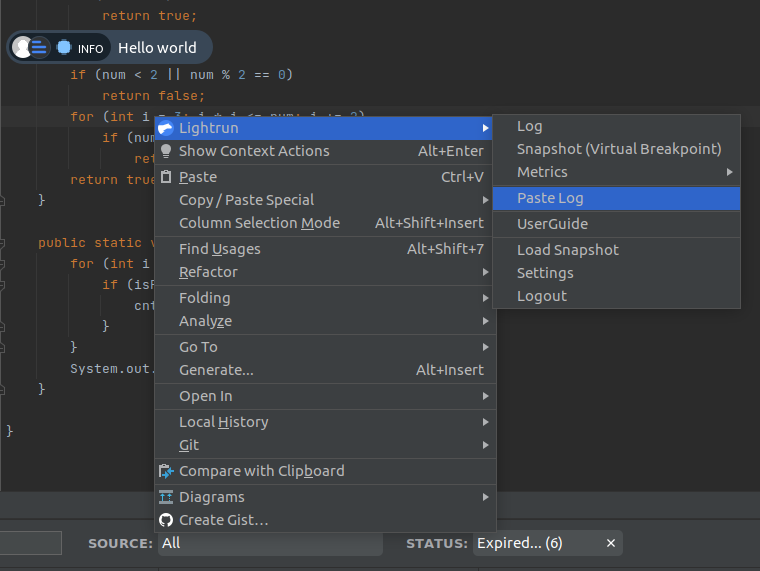 return true;
INFO Hello world
if (num < 2 || num % 2 == 0)
return false;
for (int i = 3; i * i <= num; i += 2)
Lightrun
Log
if (num
Show Context Actions Alt+Enter
Snapshot (Virtual Breakpoint)
ret
Metrics
return true
Paste Ctrl+V
}
Copy / Paste Special
Paste Log
Column Selection Mode Alt+Shift+Insert
UserGuide
public static v
Find Usages Alt+Shift+7
Load Snapshot
for (int i
Refactor
Settings
if (isP
Folding
Logout
cnt
Analyze
}
}
Go To
System.out.
Generate... Alt+Insert
}
Open In
Local History
}
Git
Compare with Clipboard
Diagrams
Create Gist...
SOURCE: All STATUS: Expired... (6) ×